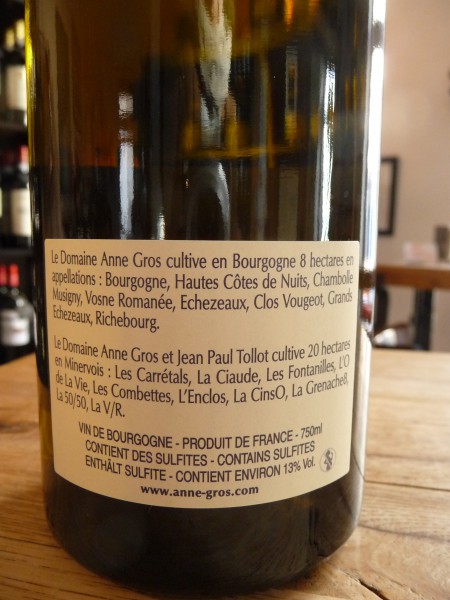 Le Domaine Anne Gros cultive en Bourgogne 8 hectares en
appellations : Bourgogne, Hautes Côtes de Nuits, Chambolle
Musigny, Vosne Romanée, Echezeaux, Clos Vougeot, Grands
Echezeaux, Richebourg.
Le Domaine Anne Gros et Jean Paul Tollot cultive 20 hectares
en Minervois : Les Carrétals, La Ciaude, Les Fontanilles, L'O
de La Vie, Les Combettes, L'Enclos, La CinsO, La Grenacheß,
La 50/50, La V/R.
VIN DE BOURGOGNE - PRODUIT DE FRANCE - 750ml
CONTIENT DES SULFITES - CONTAINS SULFITES
ENTHÄLT SULFITE - CONTIENT ENVIRON 13% Vol.
www.anne-gros.com